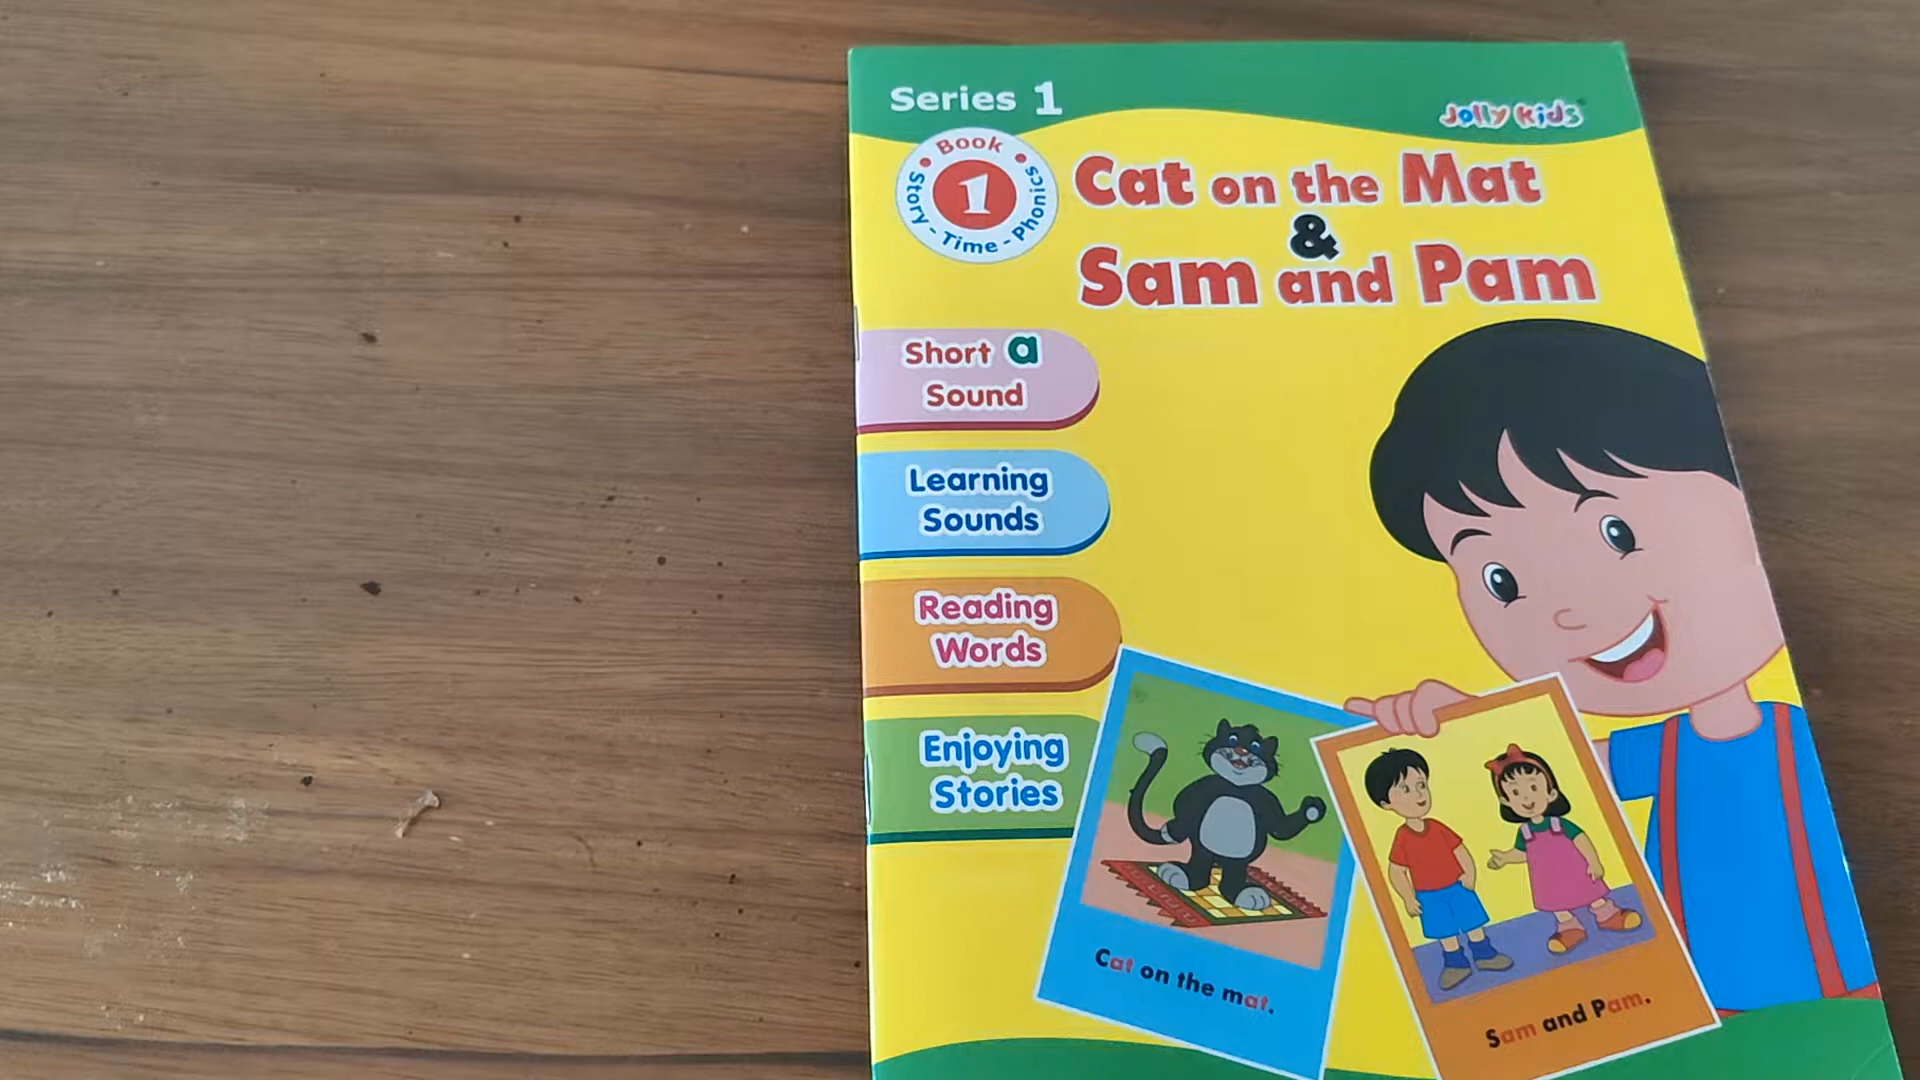 Series 1
Jolly Kids
Book
1
Story - Time - Phonics
Cat on the Mat
&
Sam and Pam
Short a
Sound
Learning
Sounds
Reading
Words
Enjoying
Stories
Cat on the mat.
Sam and Pam.